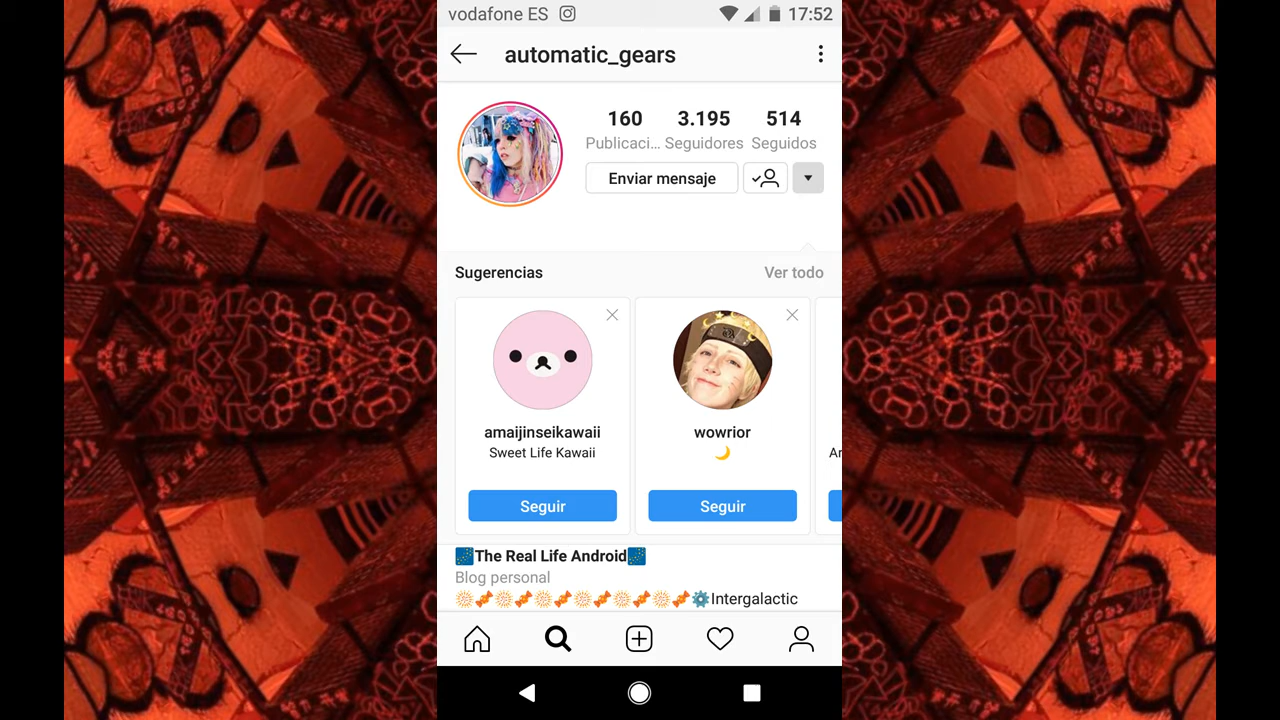 vodafone ES 17:52
automatic_gears
160 3.195 514
Publicaci... Seguidores Seguidos
Enviar mensaje
Sugerencias Ver todo
amaijinseikawaii wowrior
Sweet Life Kawaii 🌙 Ar
Seguir Seguir
🌃The Real Life Android🌃
Blog personal
🍥🍬🍥🍬🍥🍬🍥🍬🍥🍬🍥🍬⚙️Intergalactic